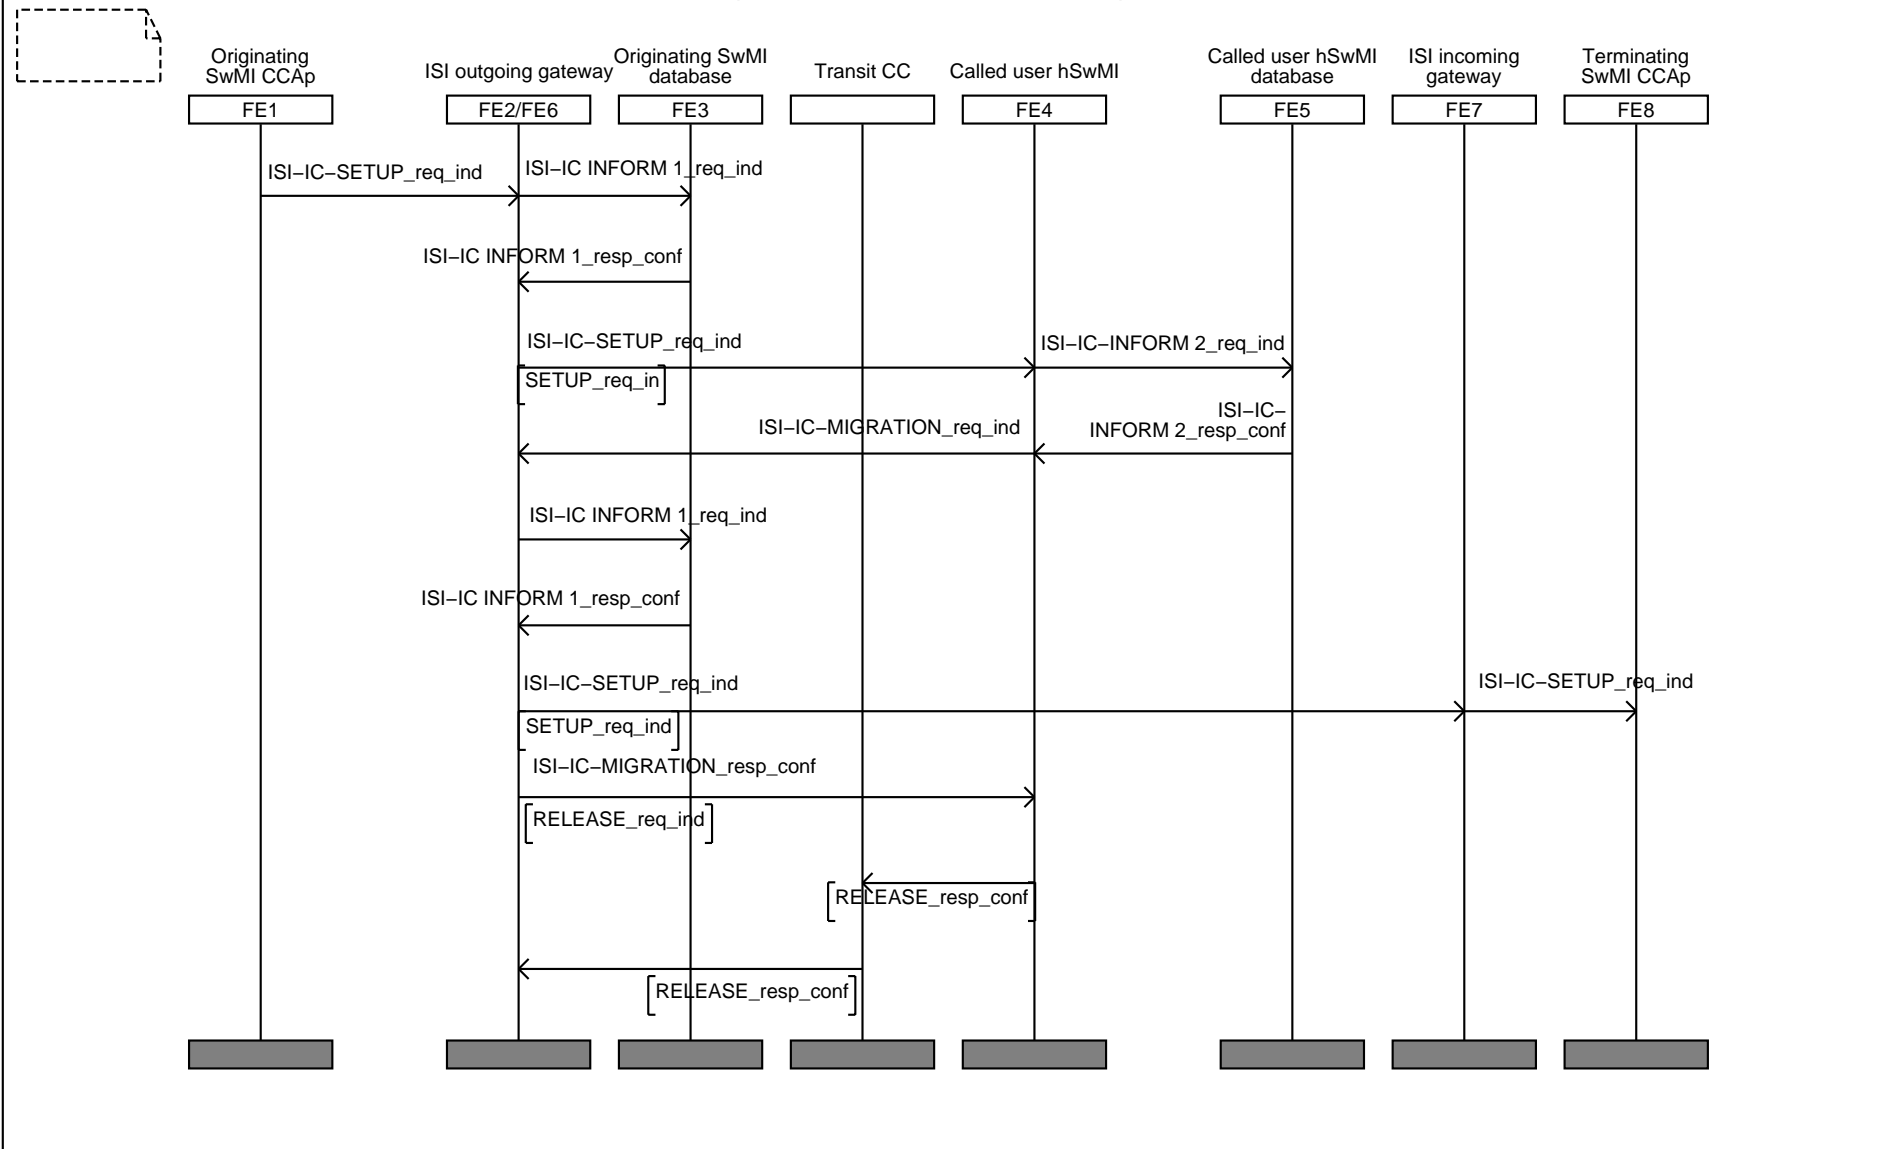 Originating
SwMI CCAp
ISI outgoing gateway
Originating SwMI
database
Transit CC
Called user hSwMI
Called user hSwMI
database
ISI incoming
gateway
Terminating
SwMI CCAp
FE1
FE2/FE6
FE3
FE4
FE5
FE7
FE8
ISI–IC–SETUP_req_ind
ISI–IC INFORM 1_req_ind
ISI–IC INFORM 1_resp_conf
ISI–IC–SETUP_req_ind
ISI–IC–INFORM 2_req_ind
SETUP_req_in
ISI–IC–MIGRATION_req_ind
ISI–IC–
INFORM 2_resp_conf
ISI–IC INFORM 1_req_ind
ISI–IC INFORM 1_resp_conf
ISI–IC–SETUP_req_ind
ISI–IC–SETUP_req_ind
SETUP_req_ind
ISI–IC–MIGRATION_resp_conf
RELEASE_req_ind
RELEASE_resp_conf
RELEASE_resp_conf